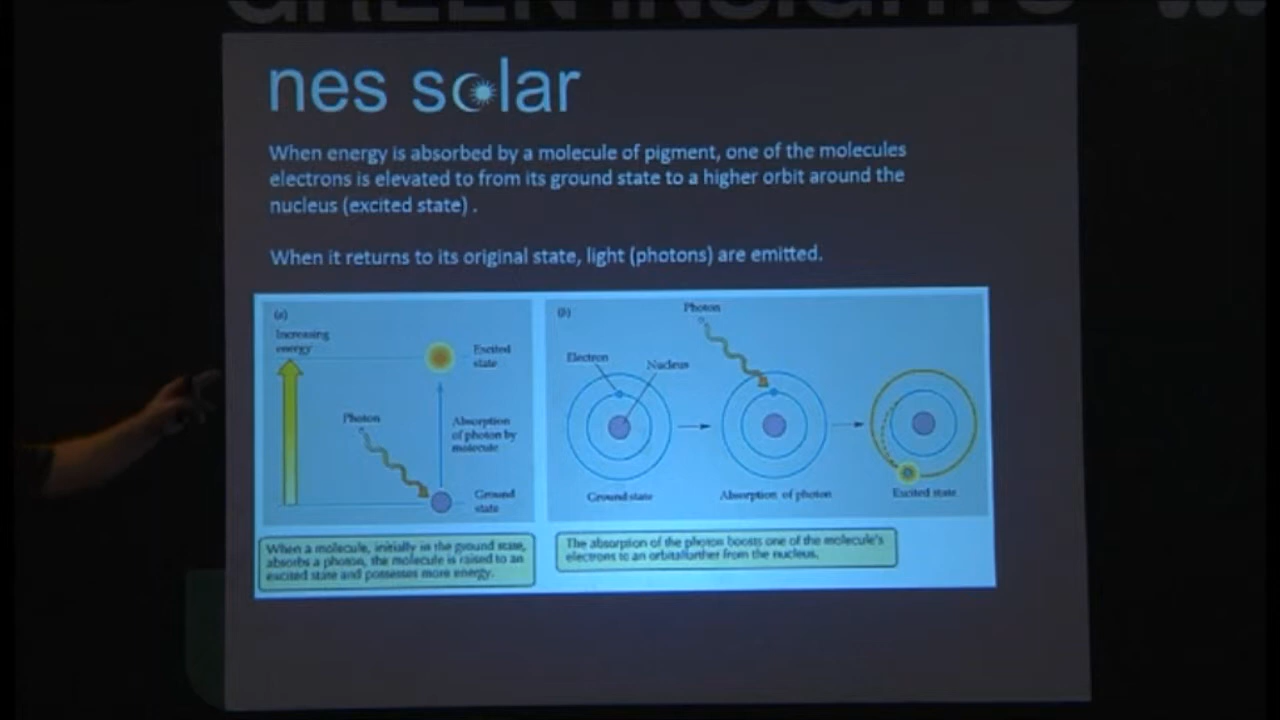 GREEN INSIGHTS
nes solar
When energy is absorbed by a molecule of pigment, one of the molecules
electrons is elevated to from its ground state to a higher orbit around the
nucleus (excited state) .
When it returns to its original state, light (photons) are emitted.
(a)
Increasing
energy
Excited
state
Photon
Absorption
of photon by
molecule
Ground
state
When a molecule, initially in the ground state,
absorbs a photon, the molecule is raised to an
excited state and possesses more energy.
(b)
Photon
Electron
Nucleus
Ground state
Absorption of photon
Excited state
The absorption of the photon boosts one of the molecule's
electrons to an orbital farther from the nucleus.